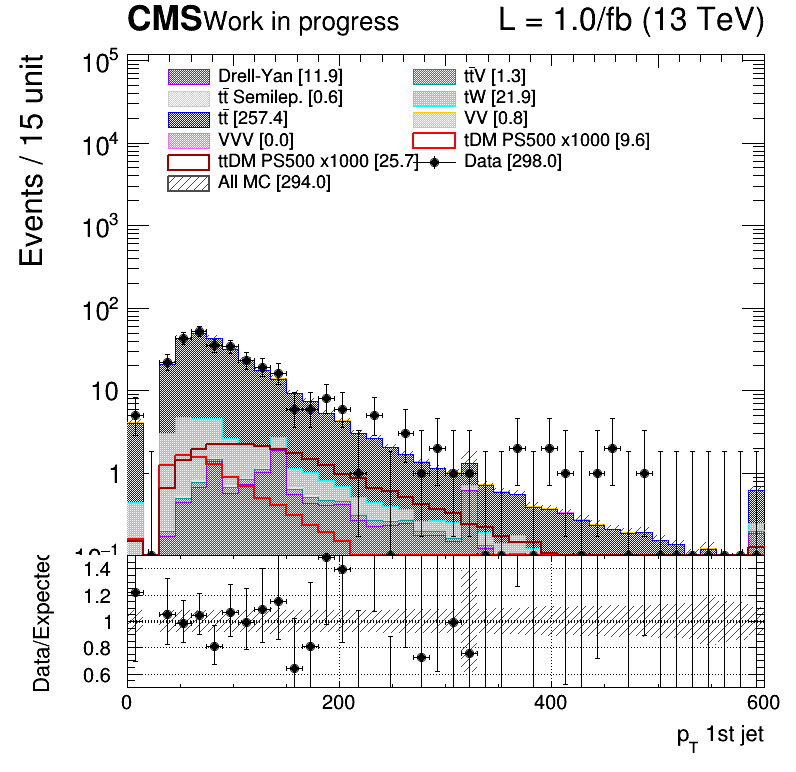 CMS Work in progress L = 1.0/fb (13 TeV)
Events / 15 unit
10⁵
10⁴
10³
10²
10
1
10⁻¹
Drell-Yan [11.9] tt̄V [1.3]
tt̄ Semilep. [0.6] tW [21.9]
tt̄ [257.4] VV [0.8]
VVV [0.0] tDM PS500 x1000 [9.6]
ttDM PS500 x1000 [25.7] Data [298.0]
All MC [294.0]
Data/Expected
1.4
1.2
1
0.8
0.6
0 200 400 600
p_T 1st jet